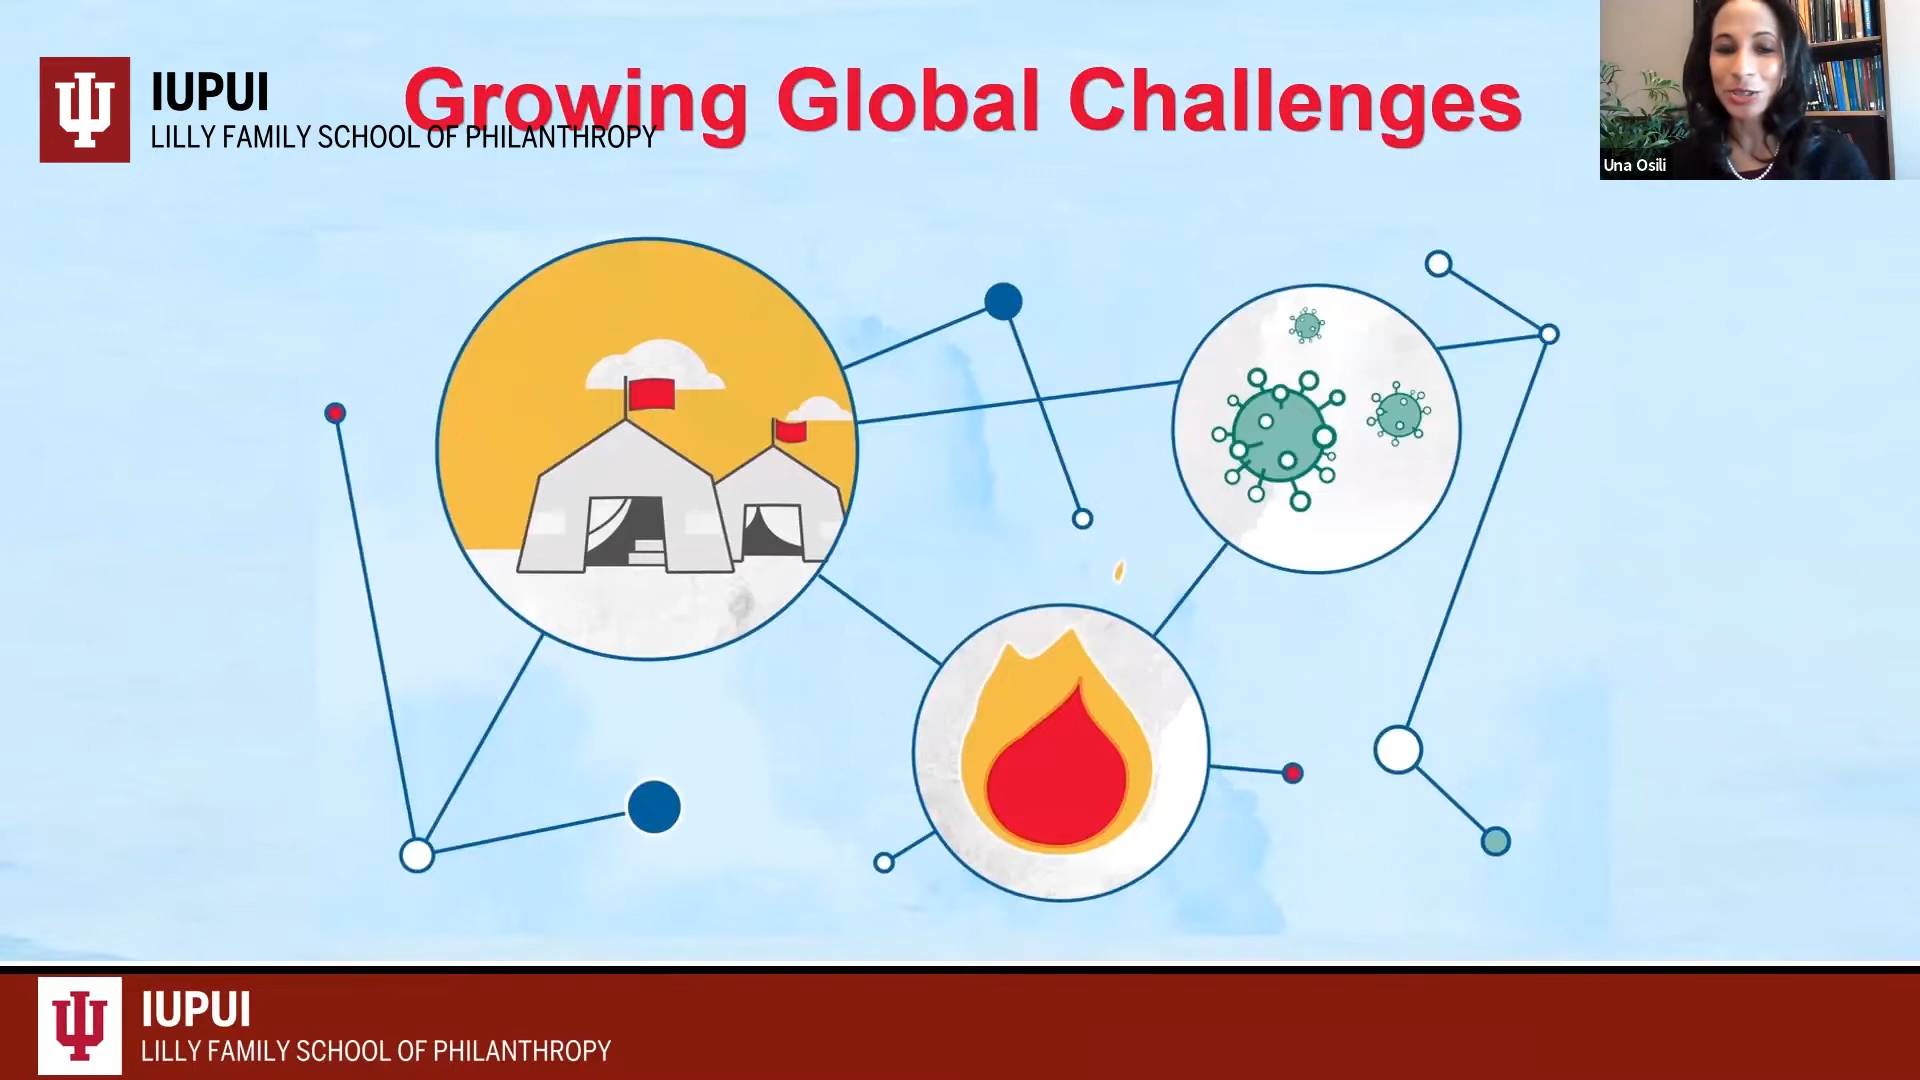 IUPUI
LILLY FAMILY SCHOOL OF PHILANTHROPY
Growing Global Challenges
Una Osili
IUPUI
LILLY FAMILY SCHOOL OF PHILANTHROPY